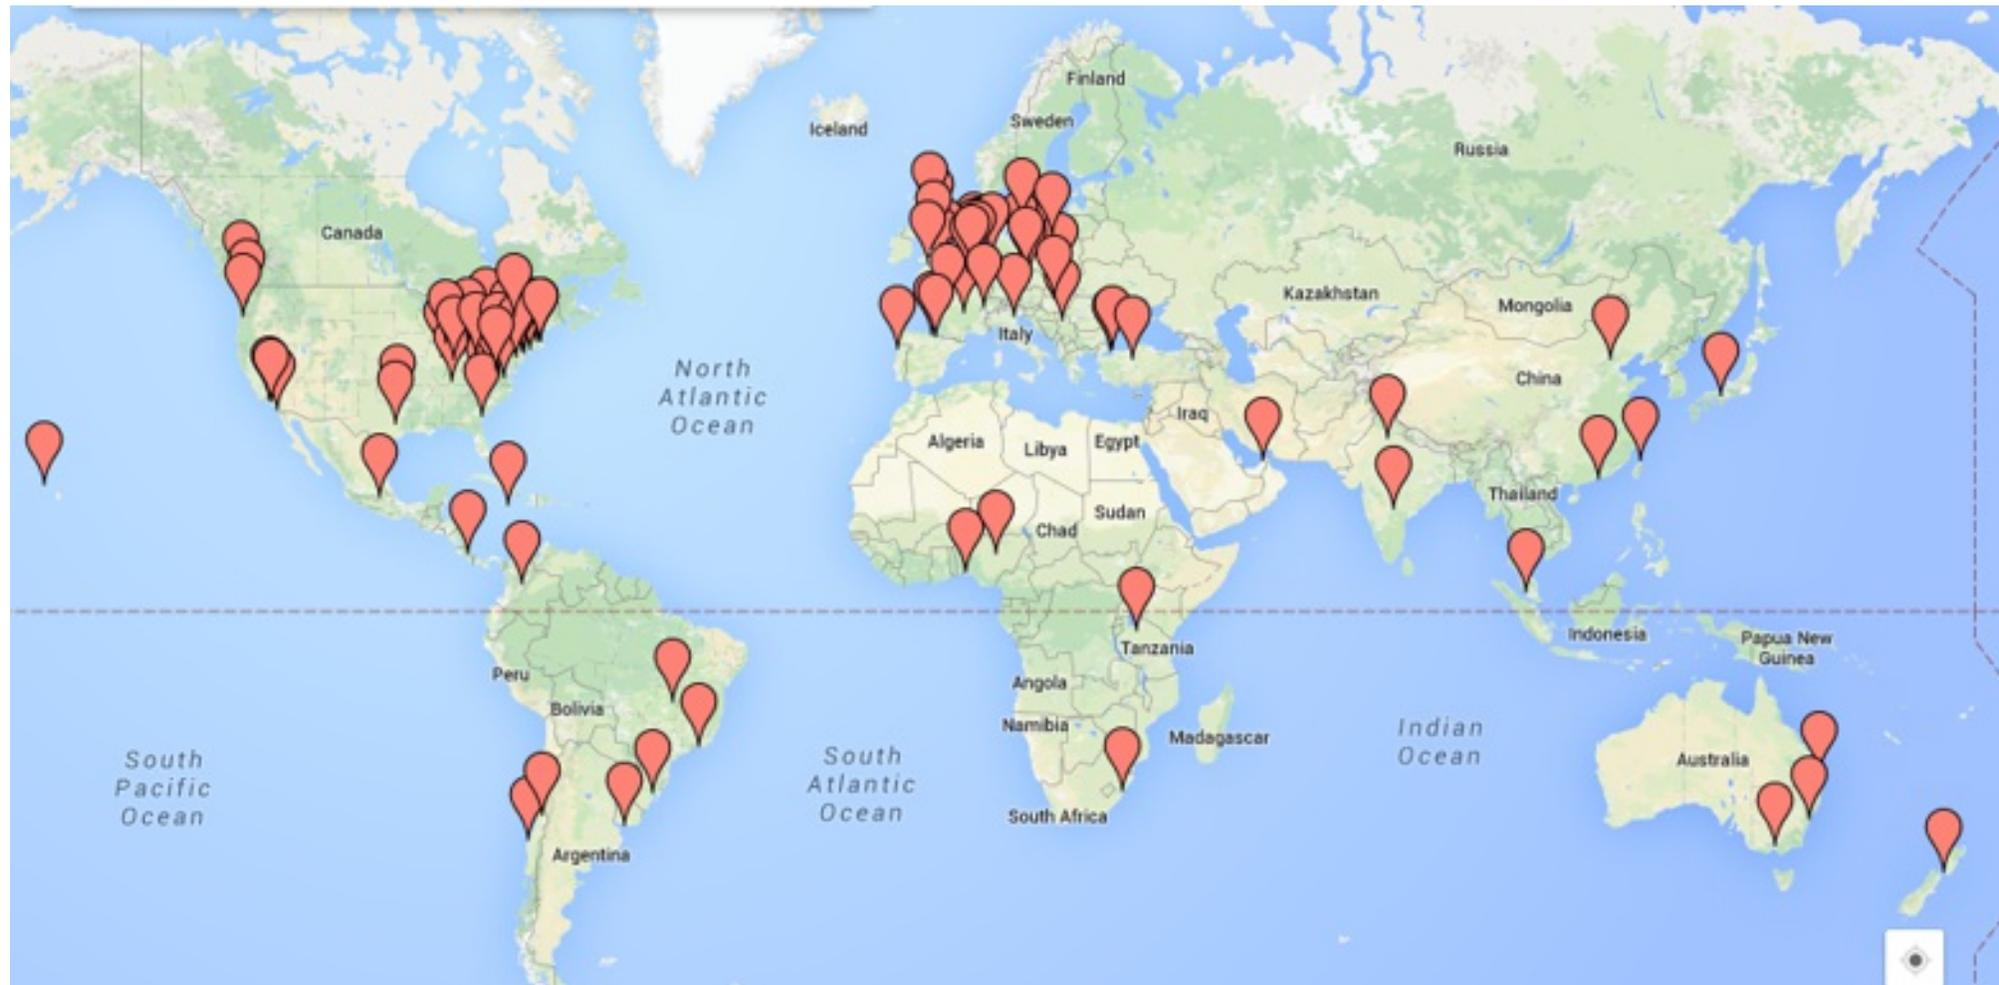 Finland
Sweden
Iceland
Russia
Canada
Kazakhstan
Mongolia
Italy
North
Atlantic
Ocean
China
Iraq
Algeria
Libya
Egypt
Thailand
Sudan
Chad
Indonesia
Papua New
Guinea
Tanzania
Peru
Angola
Bolivia
Namibia
Madagascar
Indian
Ocean
South
Pacific
Ocean
South
Atlantic
Ocean
Australia
South Africa
Argentina